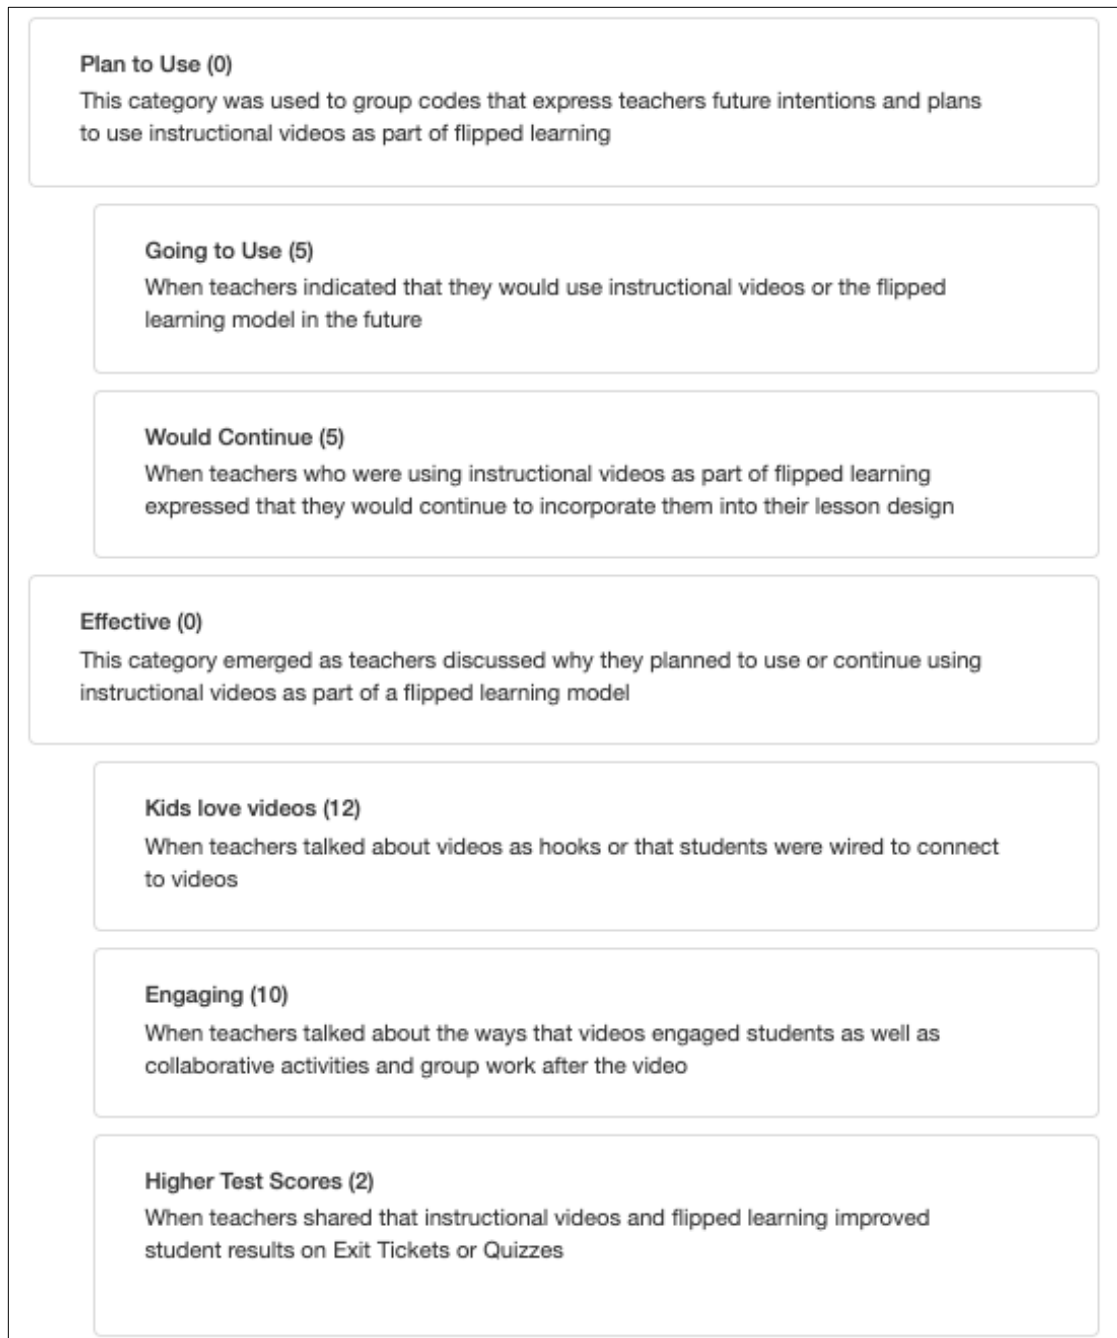 Plan to Use (0)
This category was used to group codes that express teachers future intentions and plans
to use instructional videos as part of flipped learning
Going to Use (5)
When teachers indicated that they would use instructional videos or the flipped
learning model in the future
Would Continue (5)
When teachers who were using instructional videos as part of flipped learning
expressed that they would continue to incorporate them into their lesson design
Effective (0)
This category emerged as teachers discussed why they planned to use or continue using
instructional videos as part of a flipped learning model
Kids love videos (12)
When teachers talked about videos as hooks or that students were wired to connect
to videos
Engaging (10)
When teachers talked about the ways that videos engaged students as well as
collaborative activities and group work after the video
Higher Test Scores (2)
When teachers shared that instructional videos and flipped learning improved
student results on Exit Tickets or Quizzes